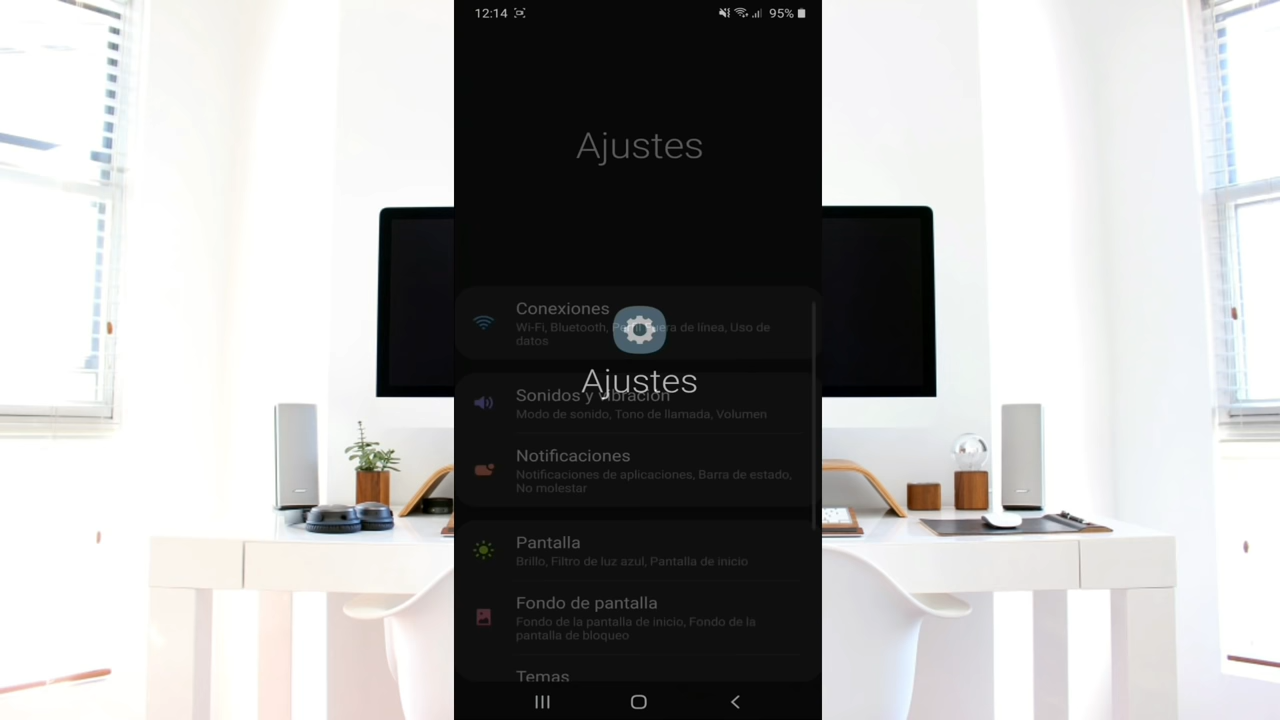 12:14
95%
Ajustes
Conexiones
Wi-Fi, Bluetooth, Perfil fuera de línea, Uso de
datos
Ajustes
Sonidos y vibración
Modo de sonido, Tono de llamada, Volumen
Notificaciones
Notificaciones de aplicaciones, Barra de estado,
No molestar
Pantalla
Brillo, Filtro de luz azul, Pantalla de inicio
Fondo de pantalla
Fondo de la pantalla de inicio, Fondo de la
pantalla de bloqueo
Temas